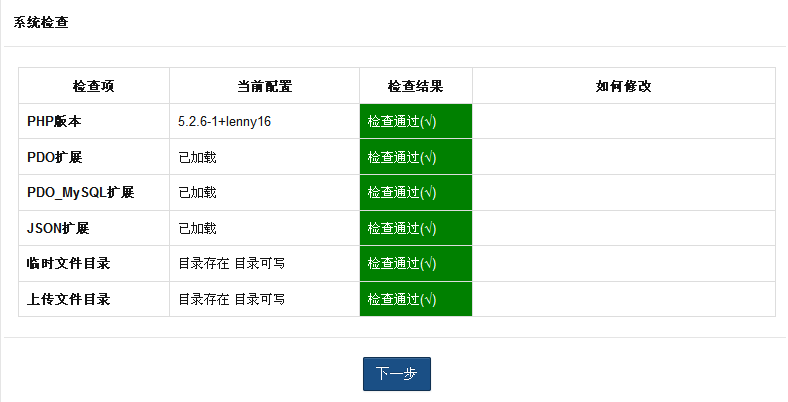 系统检查
检查项 当前配置 检查结果 如何修改
PHP版本 5.2.6-1+lenny16 检查通过(√)
PDO扩展 已加载 检查通过(√)
PDO_MySQL扩展 已加载 检查通过(√)
JSON扩展 已加载 检查通过(√)
临时文件目录 目录存在 目录可写 检查通过(√)
上传文件目录 目录存在 目录可写 检查通过(√)
下一步